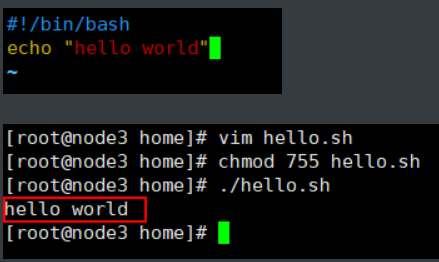 #!/bin/bash
echo "hello world"
~
[root@node3 home]# vim hello.sh
[root@node3 home]# chmod 755 hello.sh
[root@node3 home]# ./hello.sh
hello world
[root@node3 home]#